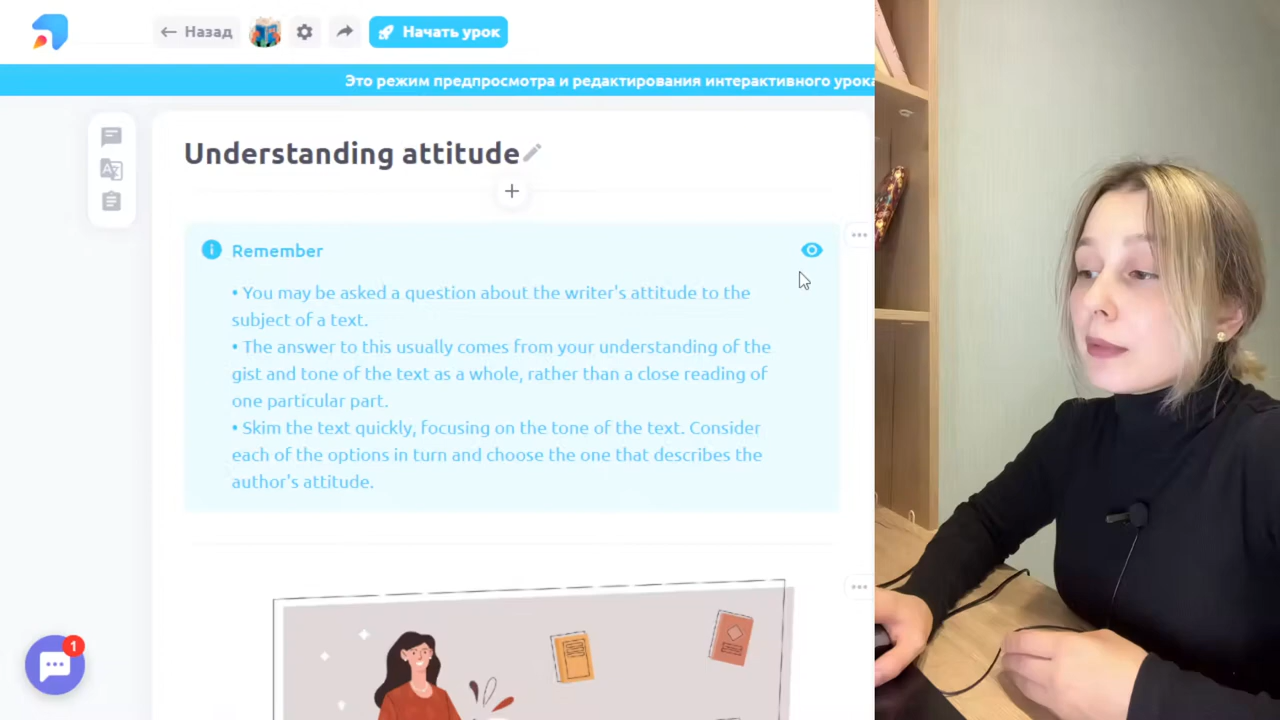 Назад
Начать урок
Это режим предпросмотра и редактирования интерактивного урока
Understanding attitude
Remember
• You may be asked a question about the writer's attitude to the
subject of a text.
• The answer to this usually comes from your understanding of the
gist and tone of the text as a whole, rather than a close reading of
one particular part.
• Skim the text quickly, focusing on the tone of the text. Consider
each of the options in turn and choose the one that describes the
author's attitude.
1